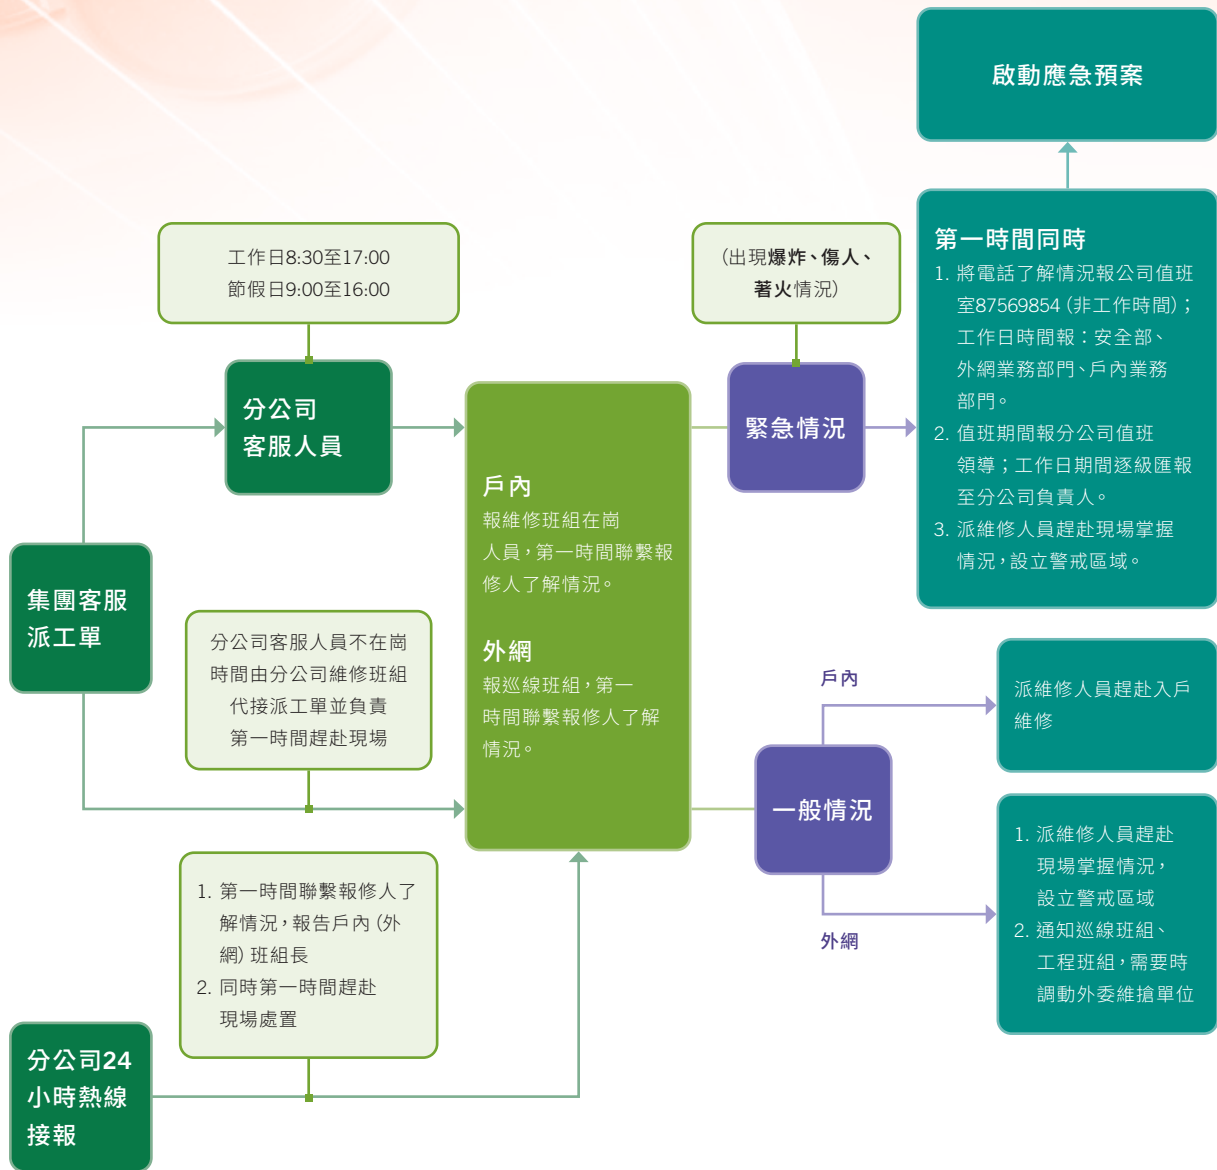 啟動應急預案
工作日8:30至17:00
節假日9:00至16:00
(出現爆炸、傷人、
著火情況)
第一時間同時
1. 將電話了解情況報公司值班
室87569854 (非工作時間)；
工作日時間報：安全部、
外網業務部門、戶內業務
部門。
2. 值班期間報分公司值班
領導；工作日期間逐級匯報
至分公司負責人。
3. 派維修人員趕赴現場掌握
情況，設立警戒區域。
分公司
客服人員
緊急情況
戶內
報維修班組在崗
人員，第一時間聯繫報
修人了解情況。
外網
報巡線班組，第一
時間聯繫報修人了解
情況。
集團客服
派工單
分公司客服人員不在崗
時間由分公司維修班組
代接派工單並負責
第一時間趕赴現場
戶內
派維修人員趕赴入戶
維修
一般情況
外網
1. 派維修人員趕赴
現場掌握情況，
設立警戒區域
2. 通知巡線班組、
工程班組，需要時
調動外委維搶單位
1. 第一時間聯繫報修人了
解情況，報告戶內 (外
網) 班組長
2. 同時第一時間趕赴
現場處置
分公司24
小時熱線
接報